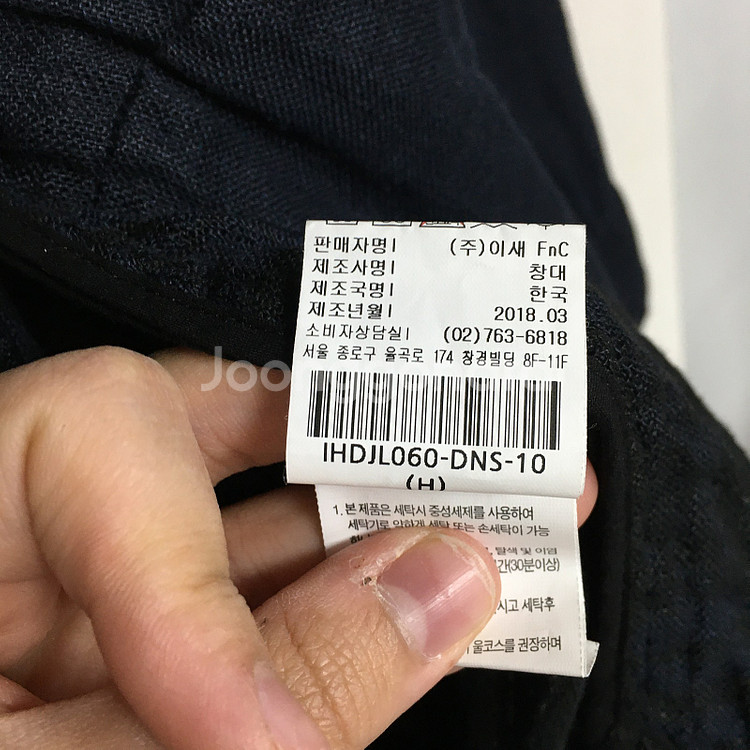 판매자명| (주)이새 FnC
제조사명| 창대
제조국명| 한국
제조년월| 2018.03
소비자상담실| (02)763-6818
서울 종로구 율곡로 174 창경빌딩 8F-11F
IHDJL060-DNS-10
(H)
1. 본 제품은 세탁시 중성세제를 사용하여
세탁기로 약하게 세탁 또는 손세탁이 가능
탈색 및 이염
간(30분이상)
시고 세탁후
울코스를 권장하며